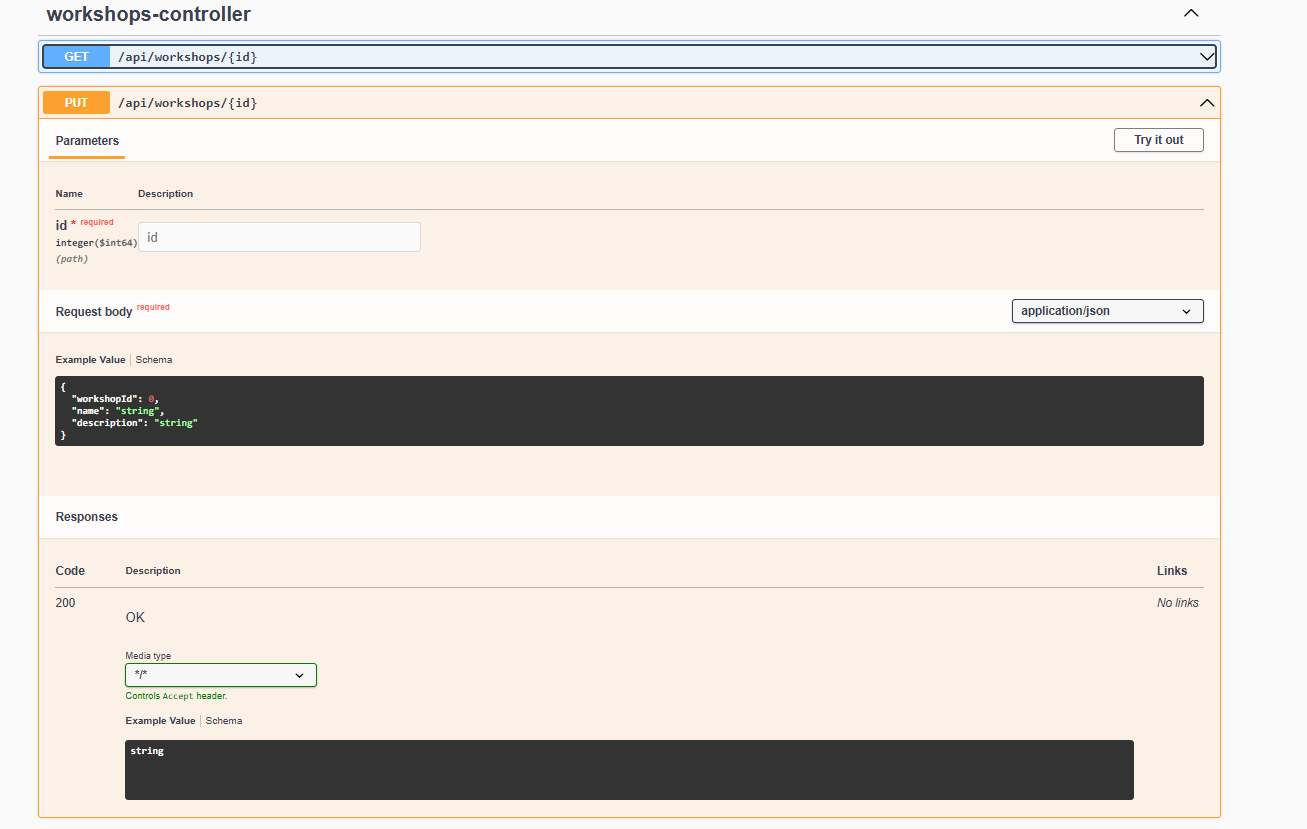 workshops-controller
GET /api/workshops/{id}
PUT /api/workshops/{id}
Parameters
Try it out
Name Description
id * required
integer($int64)
(path)
id
Request body required
application/json
Example Value | Schema
{
  "workshopId": 0,
  "name": "string",
  "description": "string"
}
Responses
Code Description Links
200
OK
No links
Media type
*/*
Controls Accept header.
Example Value | Schema
string